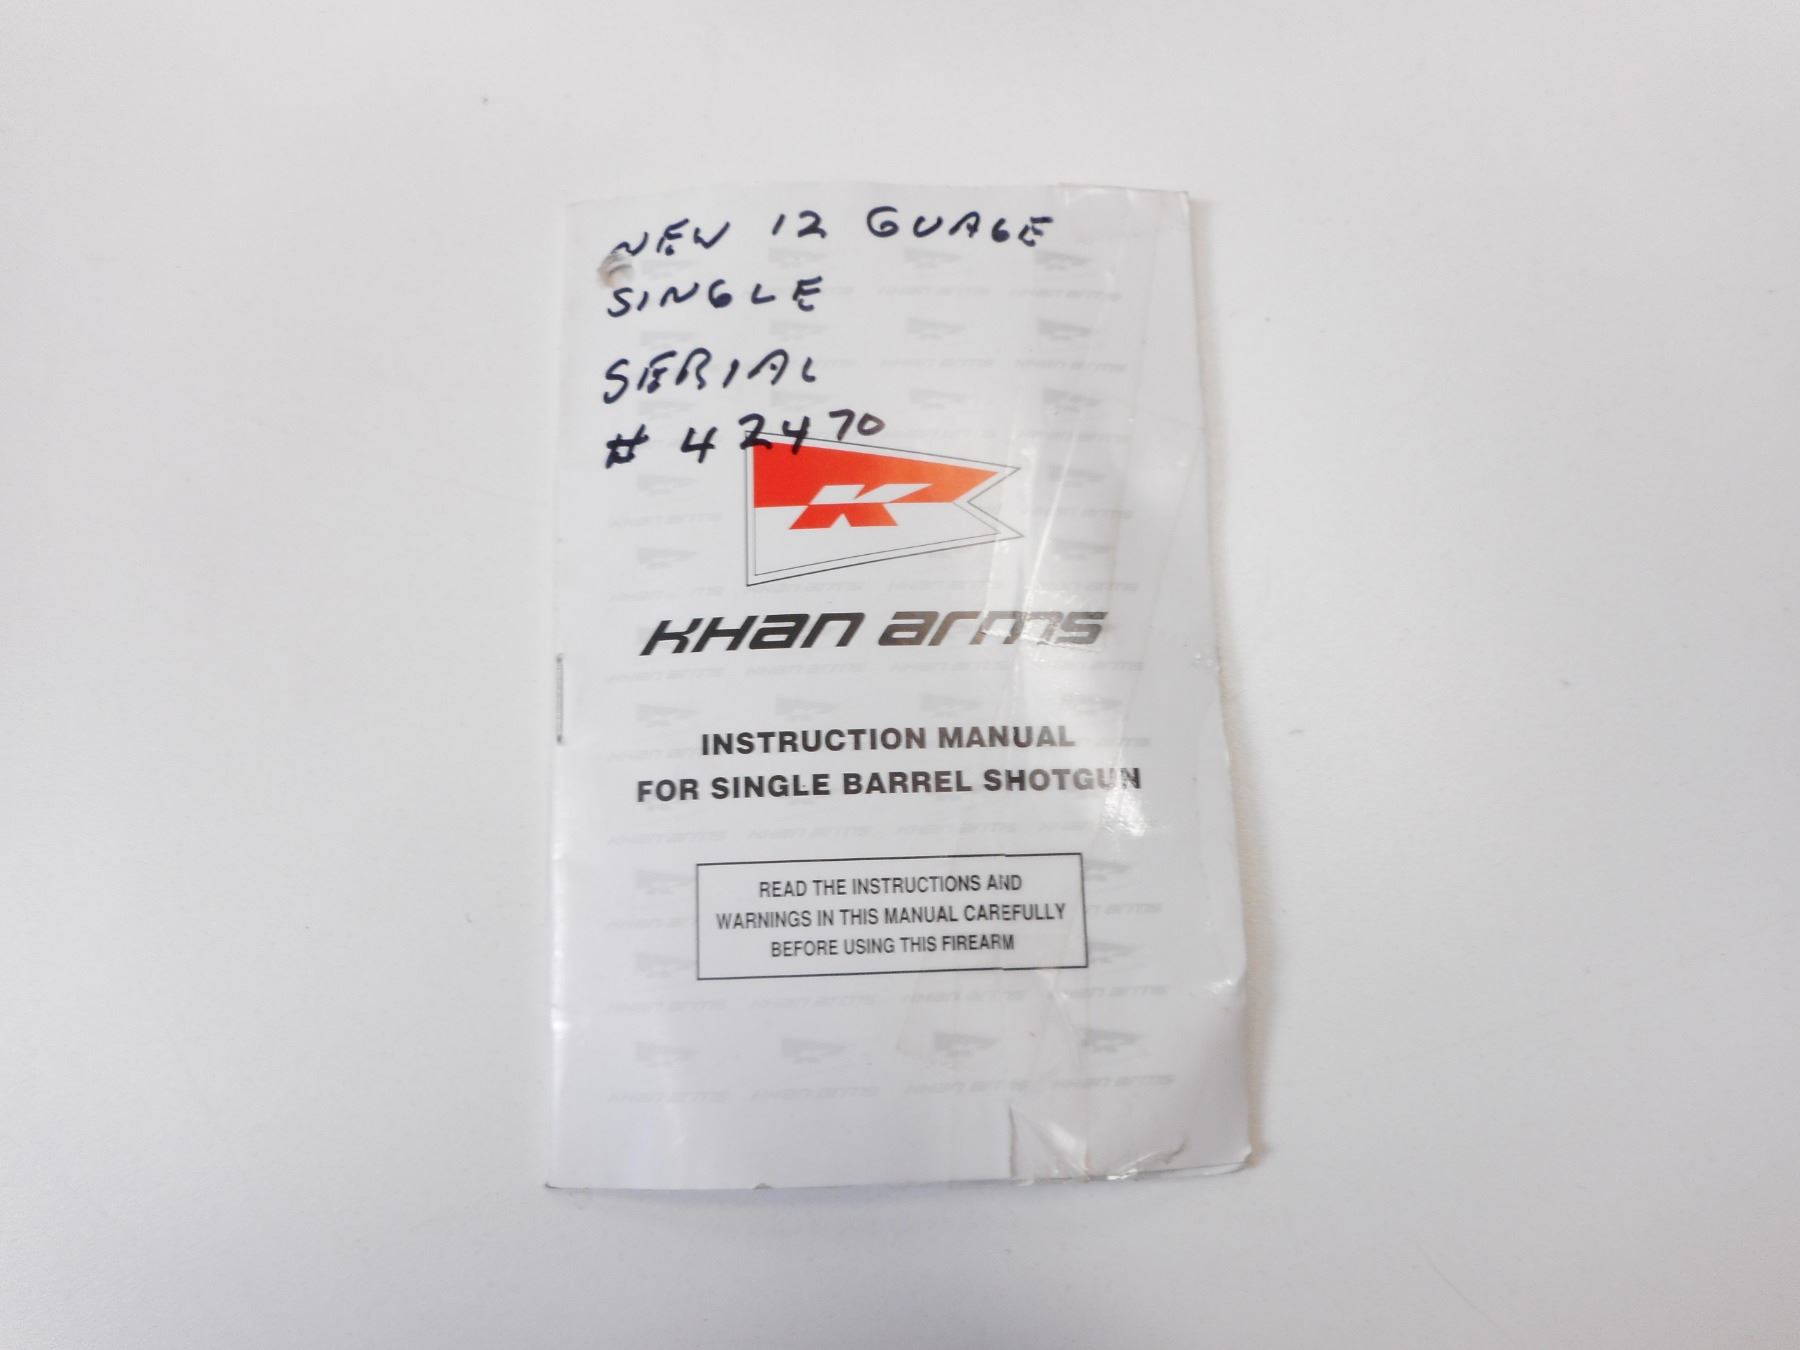 NEW 12 GUAGE
SINGLE
SERIAL
# 42470
K
KHAN ARMS
INSTRUCTION MANUAL
FOR SINGLE BARREL SHOTGUN
READ THE INSTRUCTIONS AND
WARNINGS IN THIS MANUAL CAREFULLY
BEFORE USING THIS FIREARM